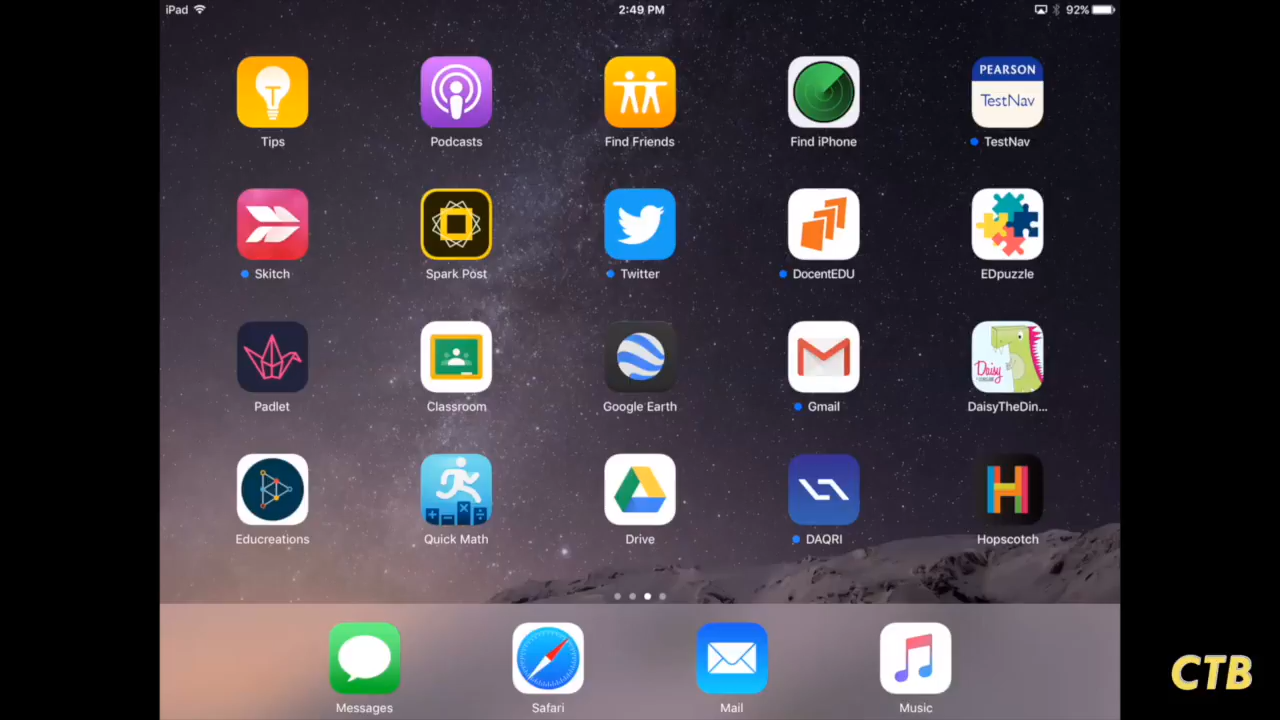 iPad 2:49 PM 92%
PEARSON
TestNav
Tips Podcasts Find Friends Find iPhone TestNav
Skitch Spark Post Twitter DocentEDU EDpuzzle
Daisy
Padlet Classroom Google Earth Gmail DaisyTheDin...
Educreations Quick Math Drive DAQRI Hopscotch
Messages Safari Mail Music
CTB